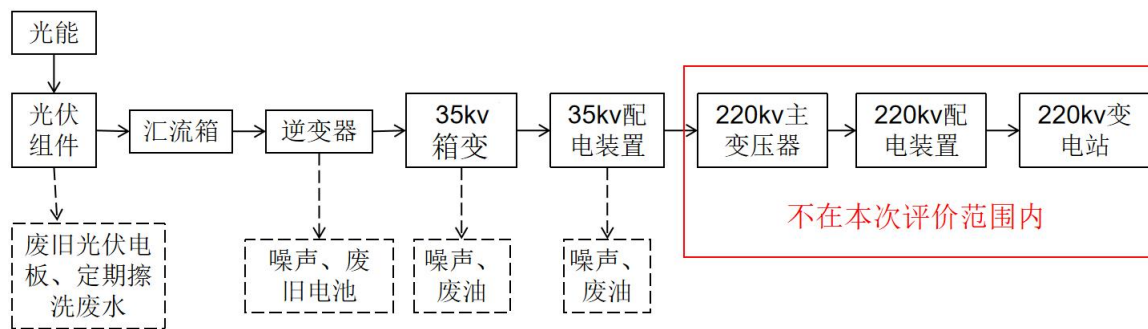 光能
光伏
组件
汇流箱
逆变器
35kv
箱变
35kv配
电装置
220kv主
变压器
220kv配
电装置
220kv变
电站
不在本次评价范围内
废旧光伏电
板、定期擦
洗废水
噪声、废
旧电池
噪声、
废油
噪声、
废油